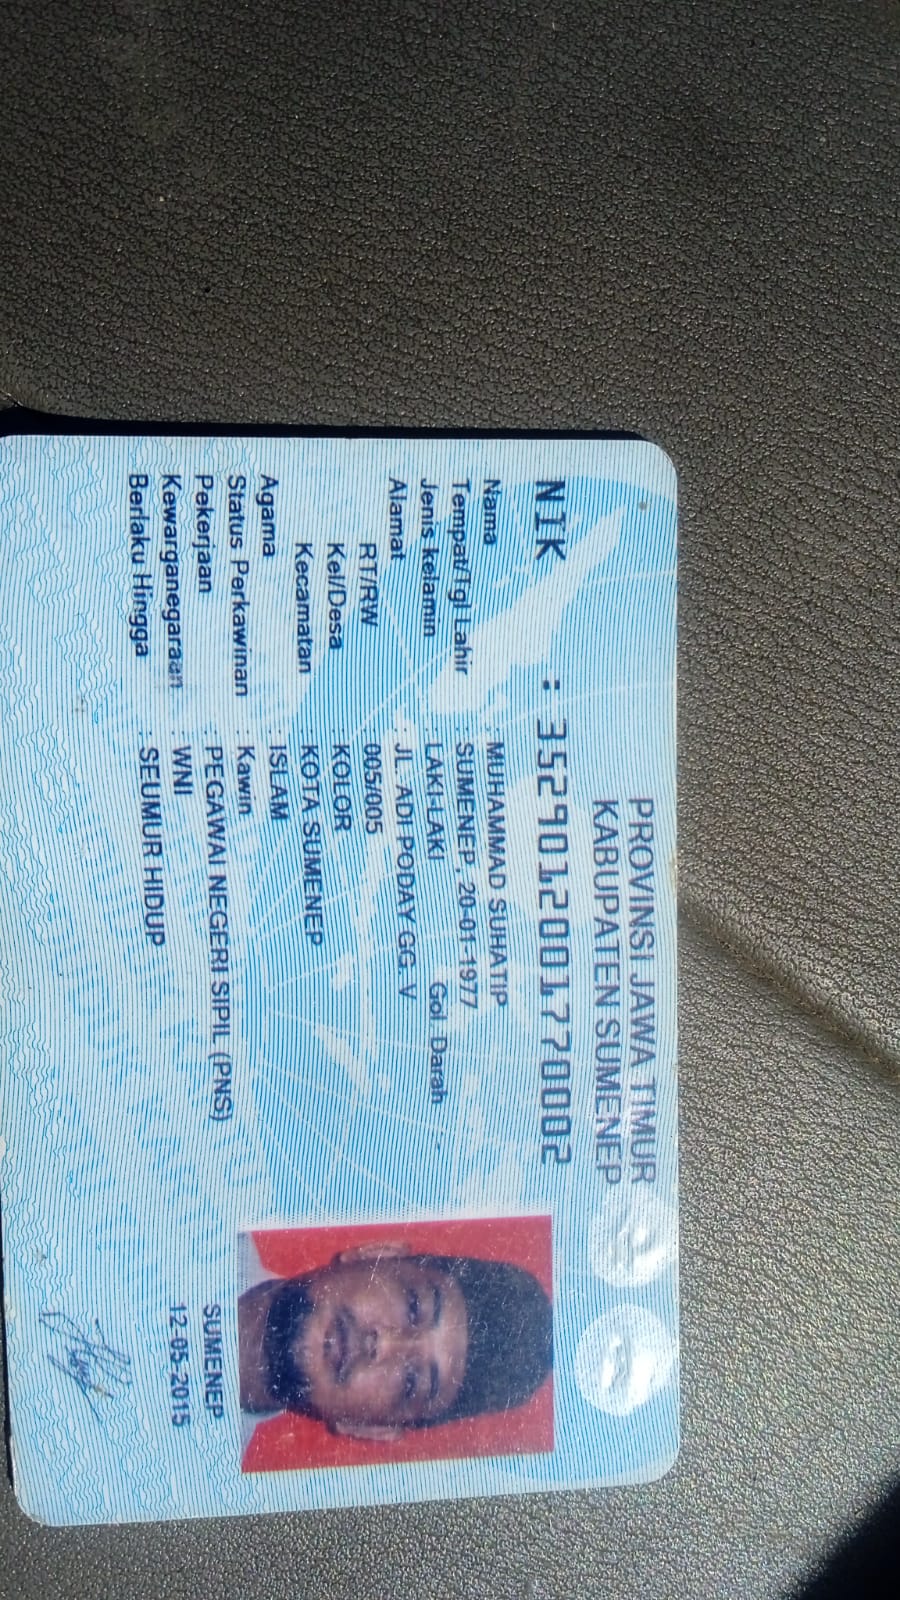 PROVINSI JAWA TIMUR
KABUPATEN SUMENEP
NIK : 3529012001770002
Nama : MUHAMMAD SUHATIP
Tempat/Tgl Lahir : SUMENEP, 20-01-1977
Jenis kelamin : LAKI-LAKI Gol. Darah -
Alamat : JL. ADI PODAY GG. V
RT/RW : 005/005
Kel/Desa : KOLOR
Kecamatan : KOTA SUMENEP
Agama : ISLAM
Status Perkawinan : Kawin
Pekerjaan : PEGAWAI NEGERI SIPIL (PNS)
Kewarganegaraan : WNI
Berlaku Hingga : SEUMUR HIDUP
SUMENEP
12-05-2015